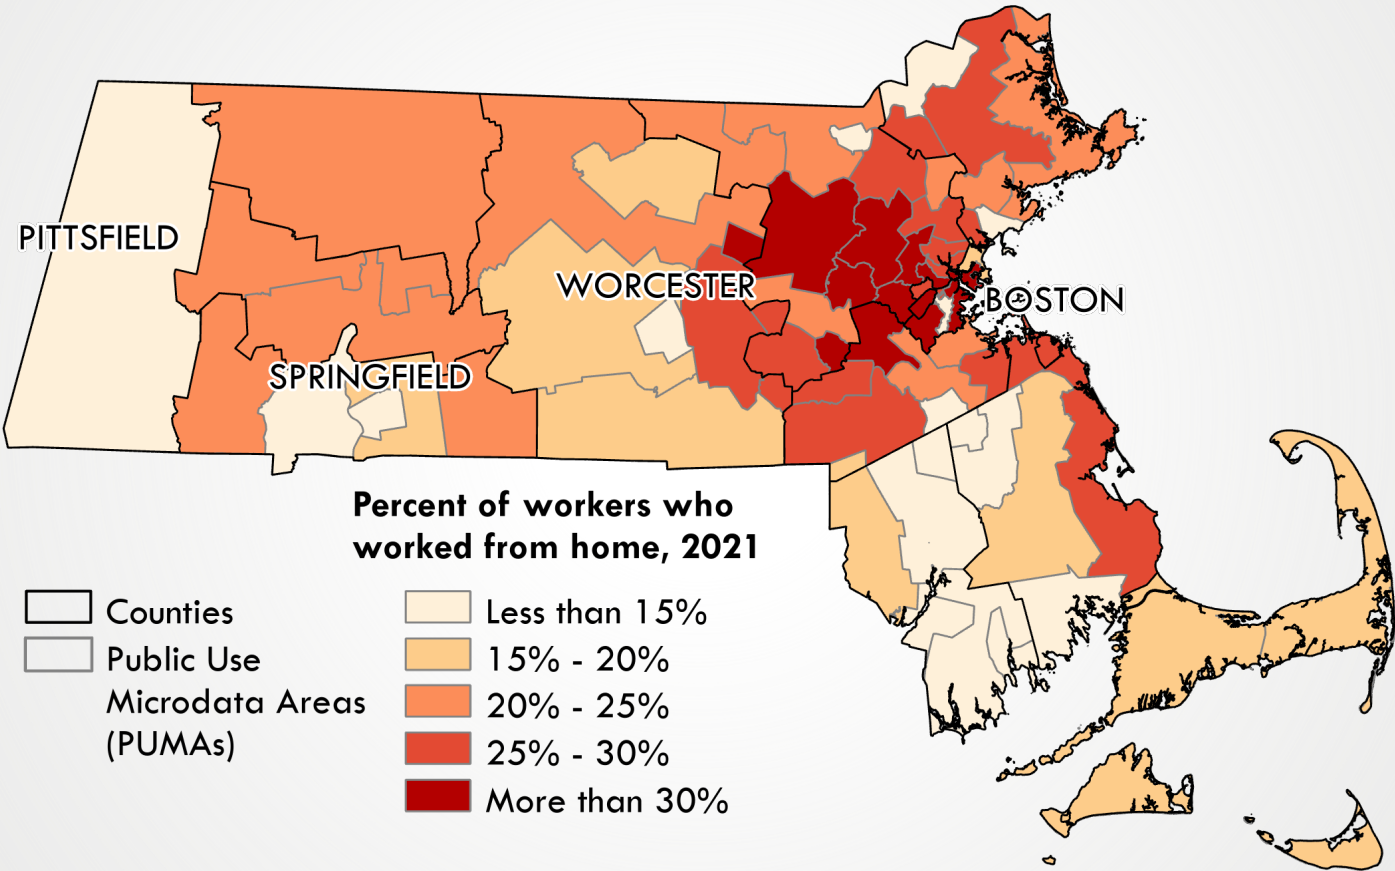 PITTSFIELD
WORCESTER
BOSTON
SPRINGFIELD
Percent of workers who
worked from home, 2021
Counties
Public Use
Microdata Areas
(PUMAs)
Less than 15%
15% - 20%
20% - 25%
25% - 30%
More than 30%